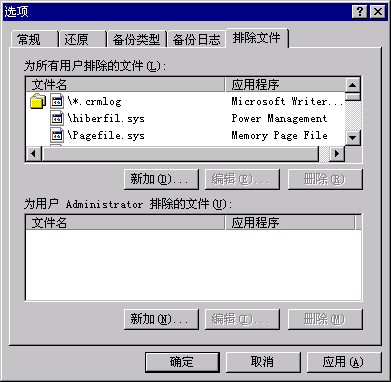 选项
常规 还原 备份类型 备份日志 排除文件
为所有用户排除的文件(L):
文件名 应用程序
\*.crmlog Microsoft Writer...
\hiberfil.sys Power Management
\Pagefile.sys Memory Page File
新加(D)... 编辑(E)... 删除(R)
为用户 Administrator 排除的文件(U):
文件名 应用程序
新加(N)... 编辑(I)... 删除(M)
确定 取消 应用(A)